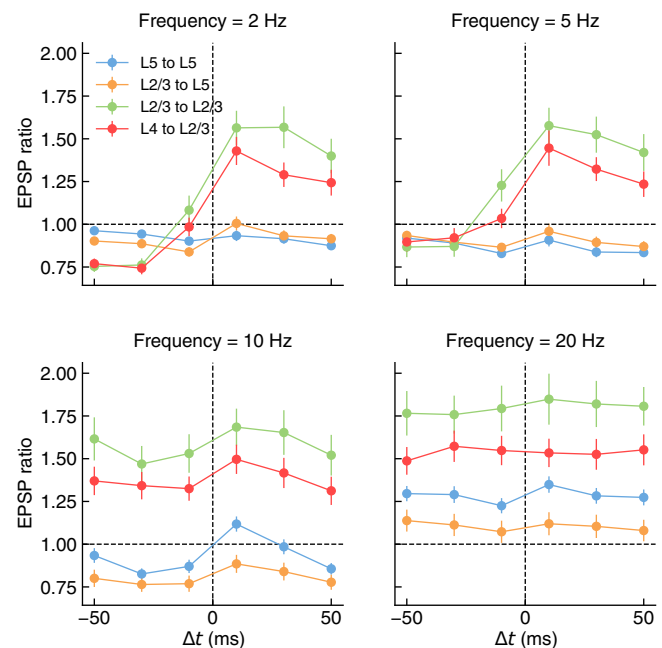 Frequency = 2 Hz
Frequency = 5 Hz
EPSP ratio
2.00
1.75
1.50
1.25
1.00
0.75
L5 to L5
L2/3 to L5
L2/3 to L2/3
L4 to L2/3
Frequency = 10 Hz
Frequency = 20 Hz
EPSP ratio
2.00
1.75
1.50
1.25
1.00
0.75
−50 0 50
−50 0 50
Δt (ms)
Δt (ms)